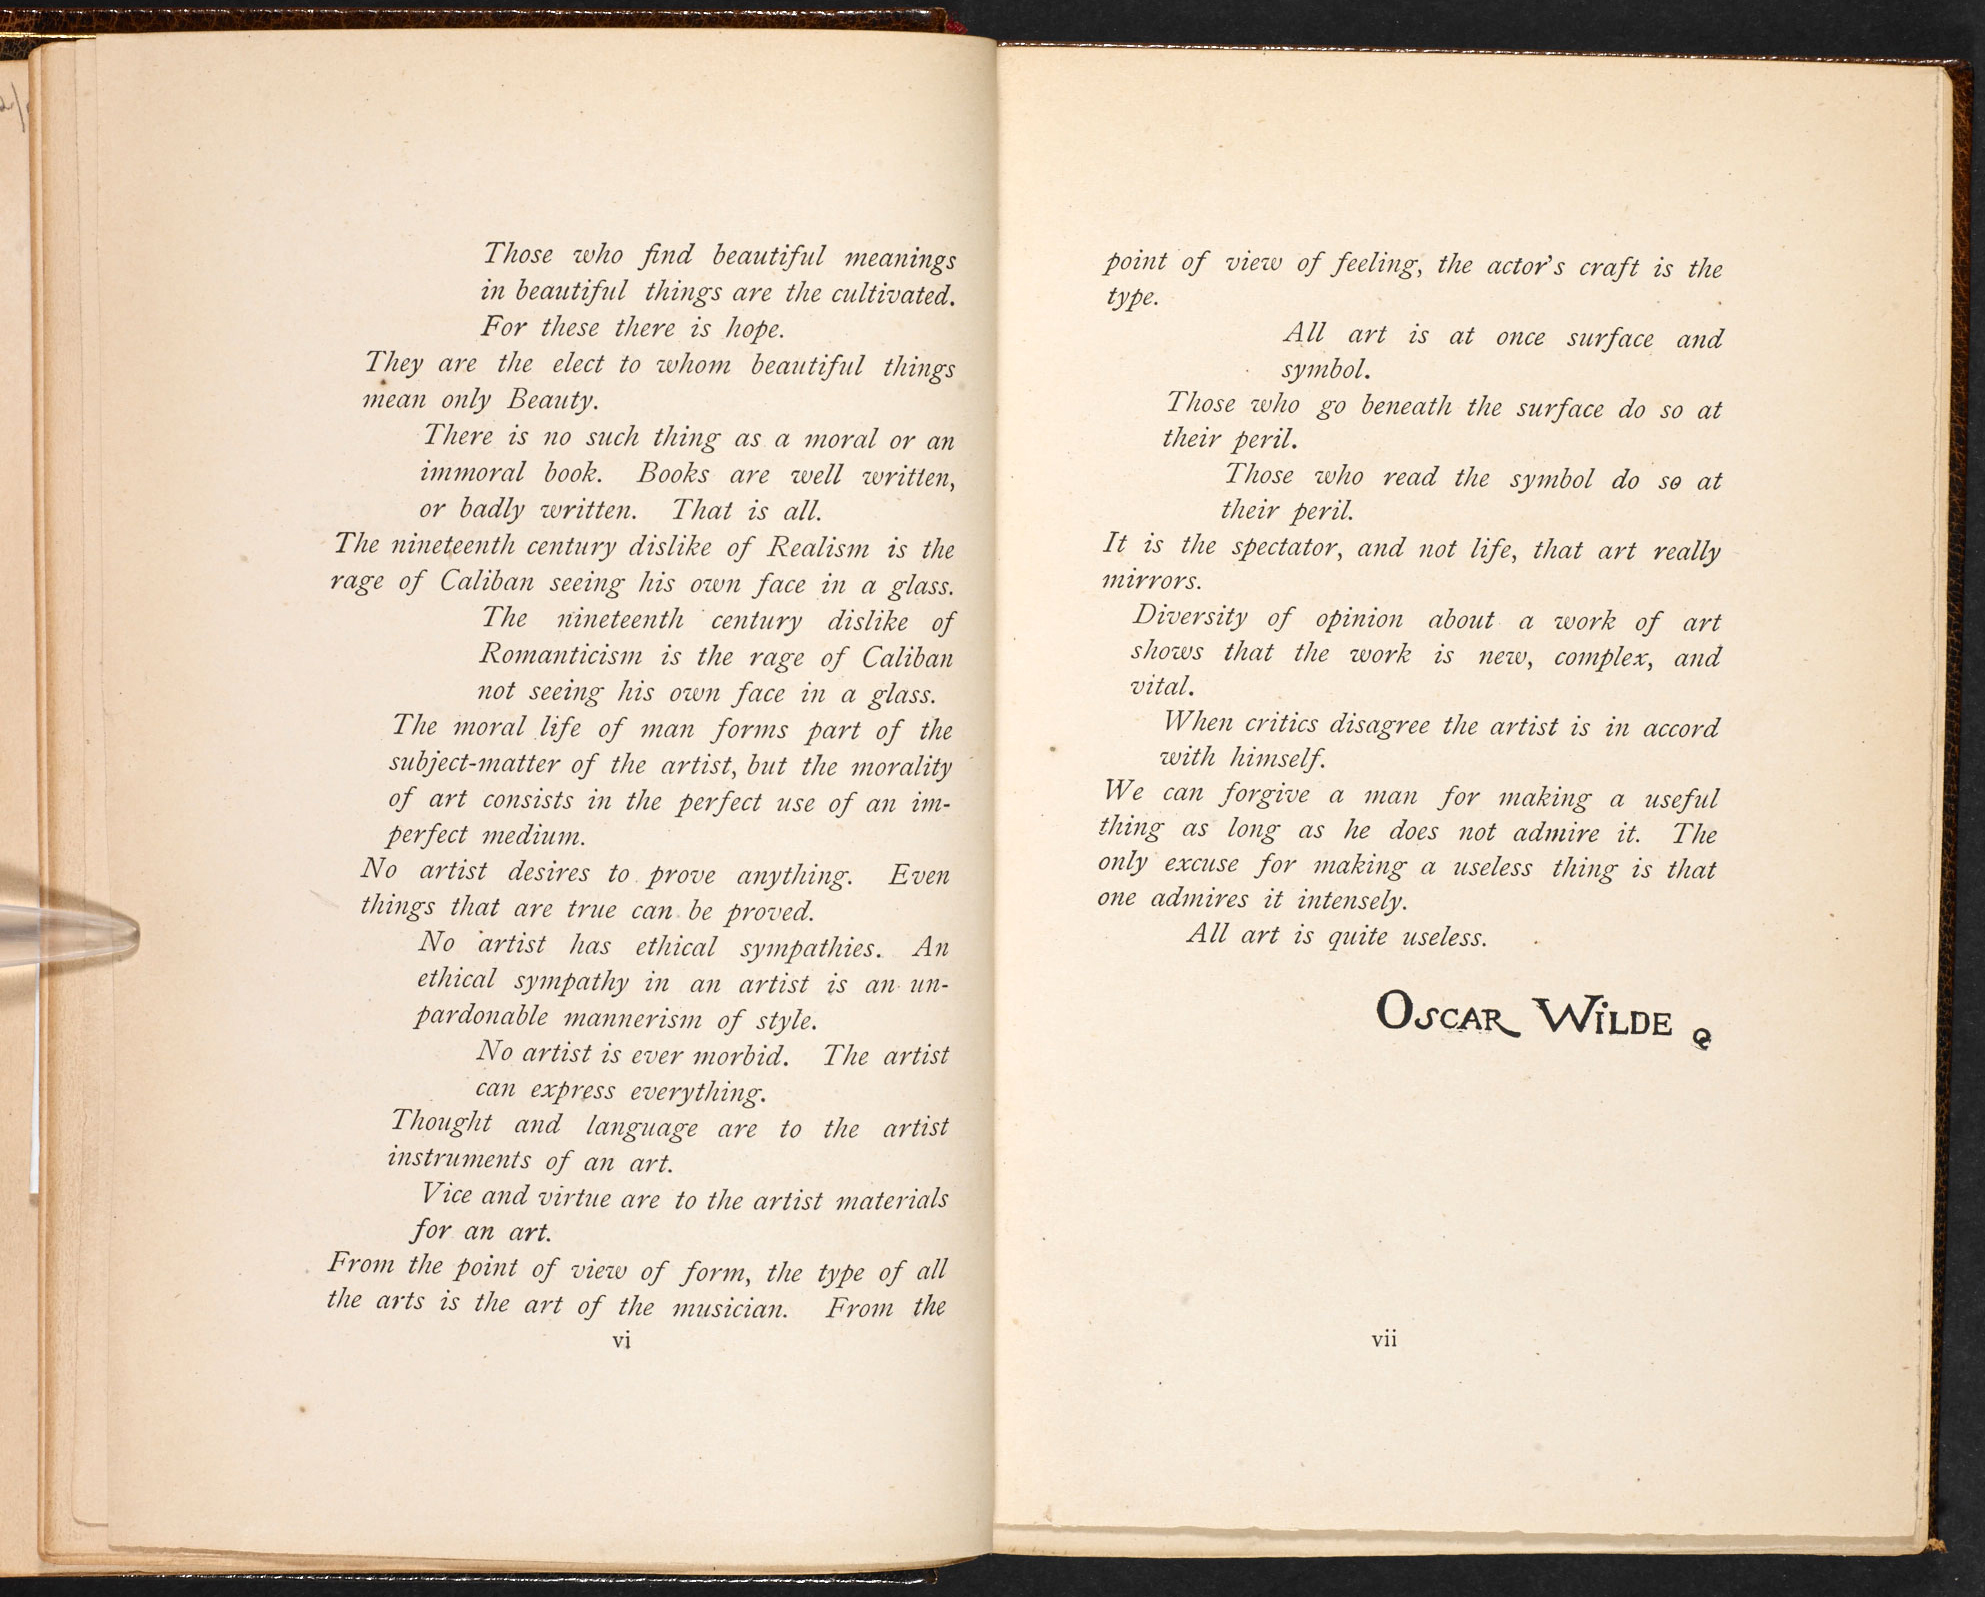 Those who find beautiful meanings
in beautiful things are the cultivated.
For these there is hope.
They are the elect to whom beautiful things
mean only Beauty.
There is no such thing as a moral or an
immoral book. Books are well written,
or badly written. That is all.
The nineteenth century dislike of Realism is the
rage of Caliban seeing his own face in a glass.
The nineteenth century dislike of
Romanticism is the rage of Caliban
not seeing his own face in a glass.
The moral life of man forms part of the
subject-matter of the artist, but the morality
of art consists in the perfect use of an im-
perfect medium.
No artist desires to prove anything. Even
things that are true can be proved.
No artist has ethical sympathies. An
ethical sympathy in an artist is an un-
pardonable mannerism of style.
No artist is ever morbid. The artist
can express everything.
Thought and language are to the artist
instruments of an art.
Vice and virtue are to the artist materials
for an art.
From the point of view of form, the type of all
the arts is the art of the musician. From the
vi
point of view of feeling, the actor's craft is the
type.
All art is at once surface and
symbol.
Those who go beneath the surface do so at
their peril.
Those who read the symbol do so at
their peril.
It is the spectator, and not life, that art really
mirrors.
Diversity of opinion about a work of art
shows that the work is new, complex, and
vital.
When critics disagree the artist is in accord
with himself.
We can forgive a man for making a useful
thing as long as he does not admire it. The
only excuse for making a useless thing is that
one admires it intensely.
All art is quite useless.
OSCAR WILDE
vii